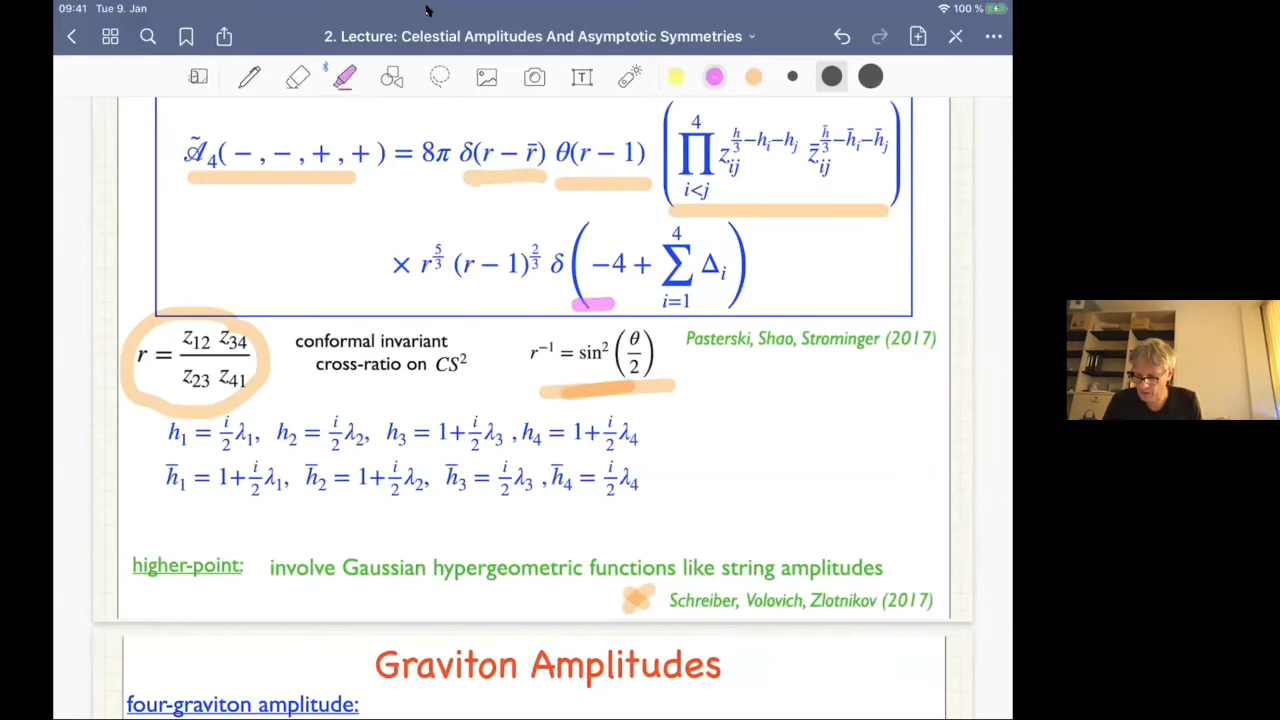 09:41 Tue 9. Jan
100 %
2. Lecture: Celestial Amplitudes And Asymptotic Symmetries
𝒜̃₄(−, −, +, +) = 8π δ(r − r̄) θ(r − 1) ( ∏_{i<j}^{4} z_{ij}^{h/3−h_i−h_j} z̄_{ij}^{h̄/3−h̄_i−h̄_j} )
× r^{5/3} (r − 1)^{2/3} δ( −4 + ∑_{i=1}^{4} Δ_i )
r = z₁₂ z₃₄ / z₂₃ z₄₁
conformal invariant
cross-ratio on CS²
r⁻¹ = sin² (θ/2)
Pasterski, Shao, Strominger (2017)
h₁ = i/2 λ₁, h₂ = i/2 λ₂, h₃ = 1+ i/2 λ₃ , h₄ = 1+ i/2 λ₄
h̄₁ = 1+ i/2 λ₁, h̄₂ = 1+ i/2 λ₂, h̄₃ = i/2 λ₃ , h̄₄ = i/2 λ₄
higher-point: involve Gaussian hypergeometric functions like string amplitudes
Schreiber, Volovich, Zlotnikov (2017)
Graviton Amplitudes
four-graviton amplitude: